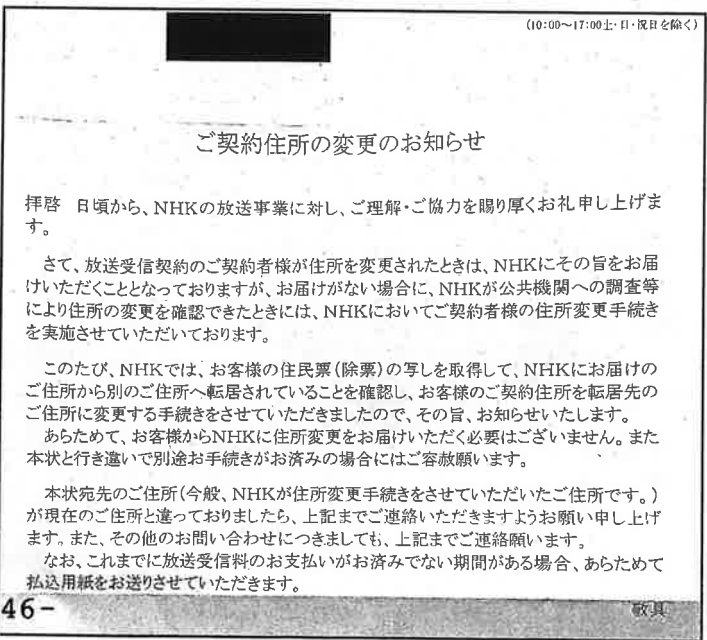 (10:00～17:00土・日・祝日を除く)
ご契約住所の変更のお知らせ
拝啓　日頃から、NHKの放送事業に対し、ご理解・ご協力を賜り厚くお礼申し上げま
す。
さて、放送受信契約のご契約者様が住所を変更されたときは、NHKにその旨をお届
けいただくこととなっておりますが、お届けがない場合に、NHKが公共機関への調査等
により住所の変更を確認できたときには、NHKにおいてご契約者様の住所変更手続き
を実施させていただいております。
このたび、NHKでは、お客様の住民票(除票)の写しを取得して、NHKにお届けの
ご住所から別のご住所へ転居されていることを確認し、お客様のご契約住所を転居先の
ご住所に変更する手続きをさせていただきましたので、その旨、お知らせいたします。
あらためて、お客様からNHKに住所変更をお届けいただく必要はございません。また
本状と行き違いで別途お手続きがお済みの場合にはご容赦願います。
本状宛先のご住所(今般、NHKが住所変更手続きをさせていただいたご住所です。)
が現在のご住所と違っておりましたら、上記までご連絡いただきますようお願い申し上げ
ます。また、その他のお問い合わせにつきましても、上記までご連絡願います。
なお、これまでに放送受信料のお支払いがお済みでない期間がある場合、あらためて
払込用紙をお送りさせていただきます。
46-
敬具